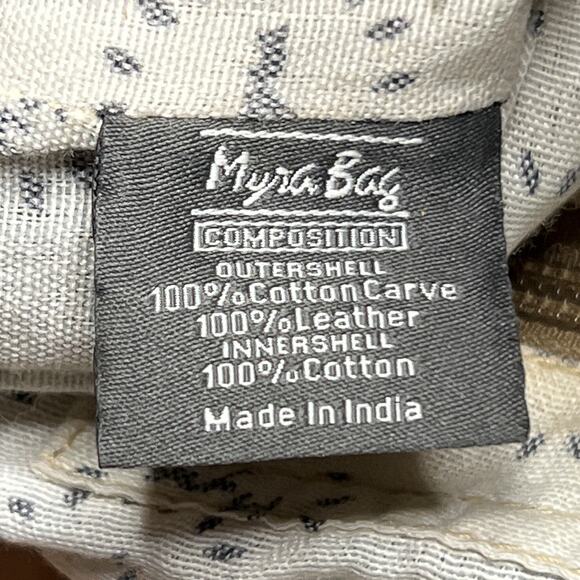 Myra Bag
COMPOSITION
OUTERSHELL
100%CottonCarve
100%Leather
INNERSHELL
100%Cotton
Made In India